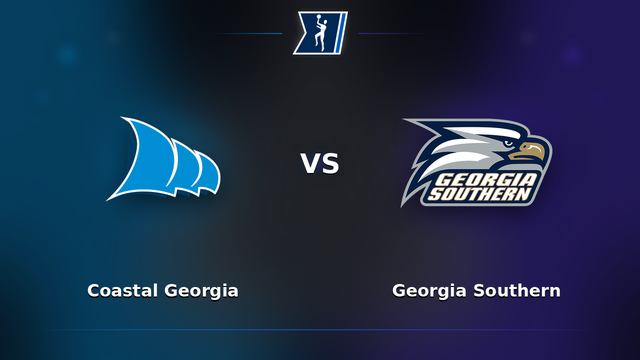 VS
GEORGIA
SOUTHERN
Coastal Georgia
Georgia Southern